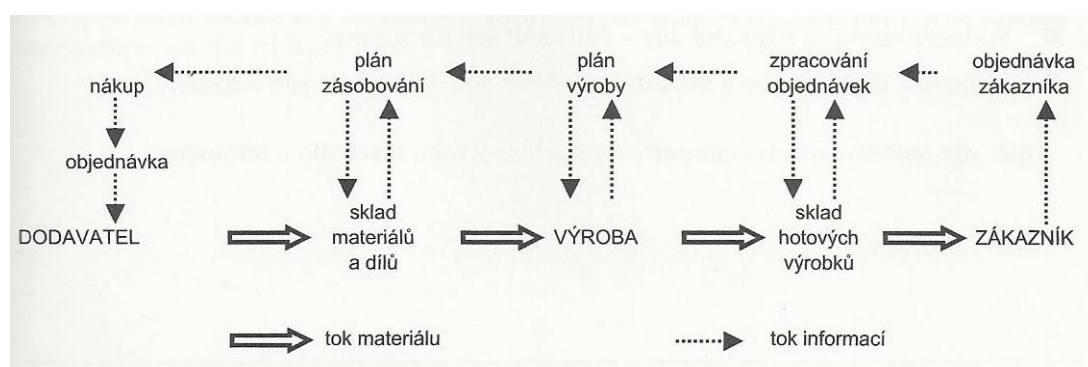 plán
zásobování
plán
výroby
zpracování
objednávek
objednávka
zákazníka
nákup
objednávka
DODAVATEL
sklad
materiálů
a dílů
VÝROBA
sklad
hotových
výrobků
ZÁKAZNÍK
tok materiálu
tok informací